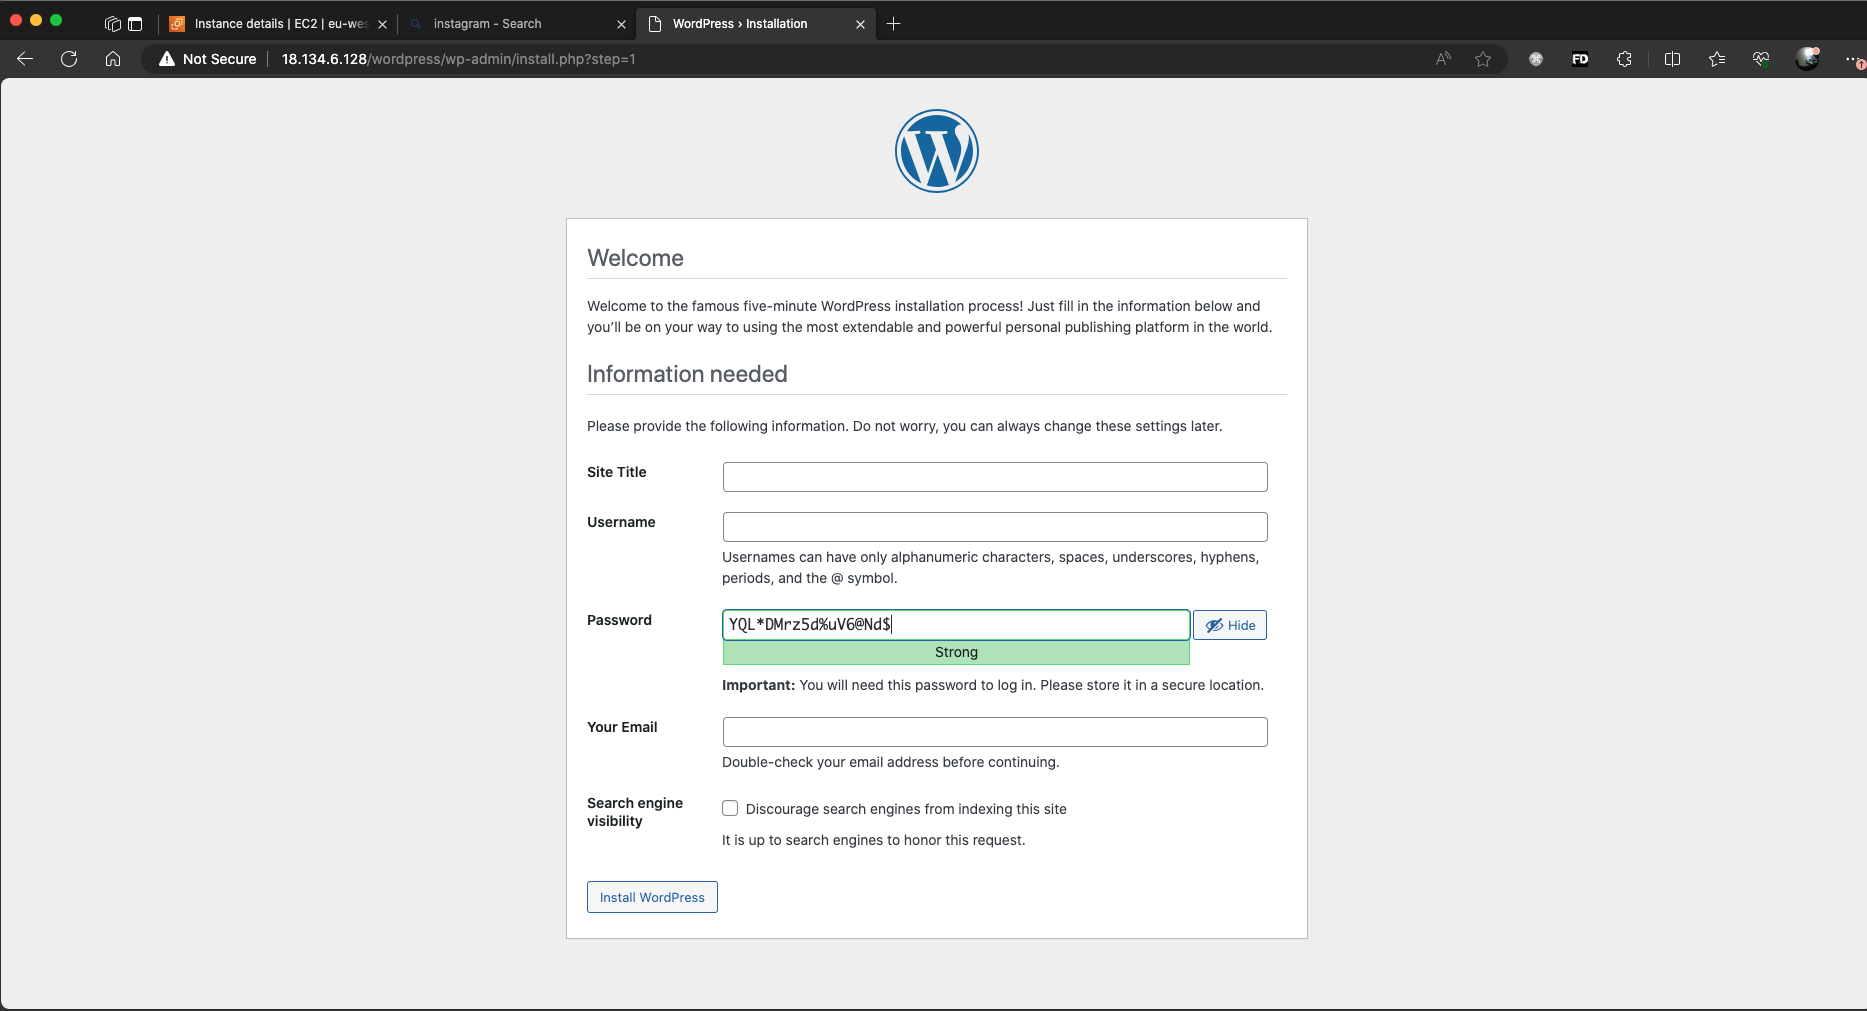 Instance details | EC2 | eu-wes
instagram - Search
WordPress › Installation
Not Secure
18.134.6.128/wordpress/wp-admin/install.php?step=1
FD
Welcome
Welcome to the famous five-minute WordPress installation process! Just fill in the information below and
you’ll be on your way to using the most extendable and powerful personal publishing platform in the world.
Information needed
Please provide the following information. Do not worry, you can always change these settings later.
Site Title
Username
Usernames can have only alphanumeric characters, spaces, underscores, hyphens,
periods, and the @ symbol.
Password
YQL*DMrz5d%uV6@Nd$
Hide
Strong
Important: You will need this password to log in. Please store it in a secure location.
Your Email
Double-check your email address before continuing.
Search engine
visibility
Discourage search engines from indexing this site
It is up to search engines to honor this request.
Install WordPress